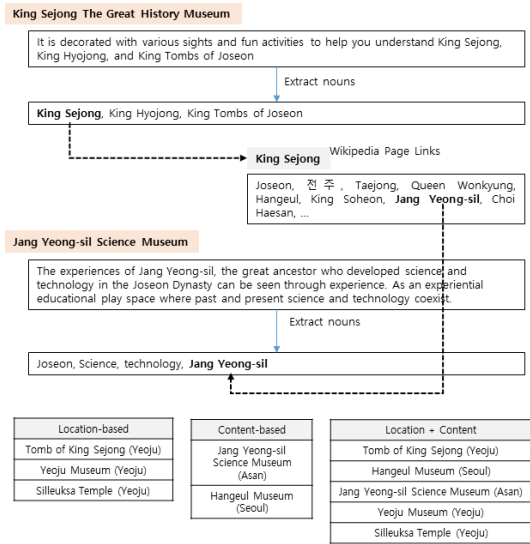 King Sejong The Great History Museum
It is decorated with various sights and fun activities to help you understand King Sejong,
King Hyojong, and King Tombs of Joseon
Extract nouns
King Sejong, King Hyojong, King Tombs of Joseon
King Sejong
Wikipedia Page Links
Joseon, 전주, Taejong, Queen Wonkyung,
Hangeul, King Soheon, Jang Yeong-sil, Choi
Haesan, ...
Jang Yeong-sil Science Museum
The experiences of Jang Yeong-sil, the great ancestor who developed science and
technology in the Joseon Dynasty can be seen through experience. As an experiential
educational play space where past and present science and technology coexist.
Extract nouns
Joseon, Science, technology, Jang Yeong-sil
Location-based
Tomb of King Sejong (Yeoju)
Yeoju Museum (Yeoju)
Silleuksa Temple (Yeoju)
Content-based
Jang Yeong-sil
Science Museum
(Asan)
Hangeul Museum
(Seoul)
Location + Content
Tomb of King Sejong (Yeoju)
Hangeul Museum (Seoul)
Jang Yeong-sil Science Museum (Asan)
Yeoju Museum (Yeoju)
Silleuksa Temple (Yeoju)